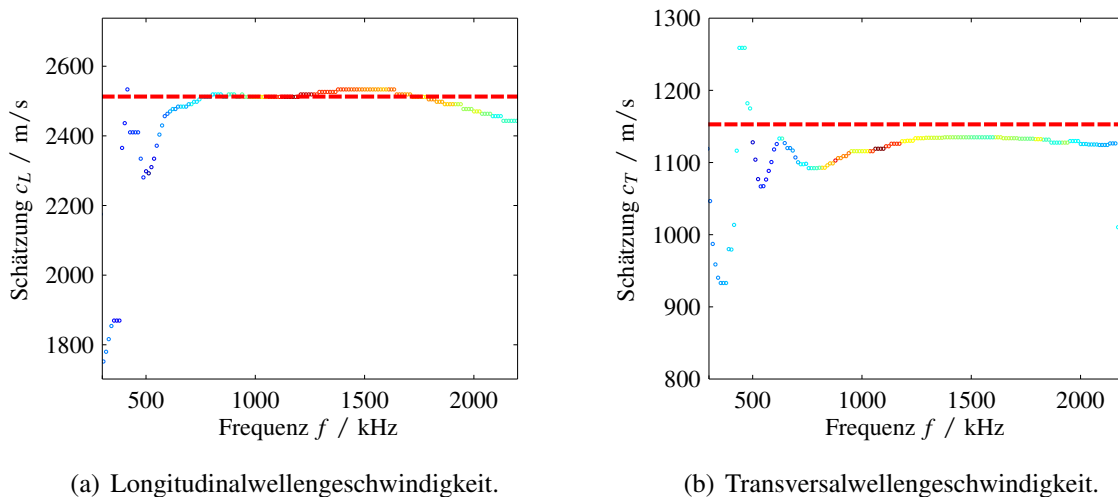 2600
2400
2200
2000
1800
Schätzung c_L / m/s
500 1000 1500 2000
Frequenz f / kHz
(a) Longitudinalwellengeschwindigkeit.
1300
1200
1100
1000
900
800
Schätzung c_T / m/s
500 1000 1500 2000
Frequenz f / kHz
(b) Transversalwellengeschwindigkeit.